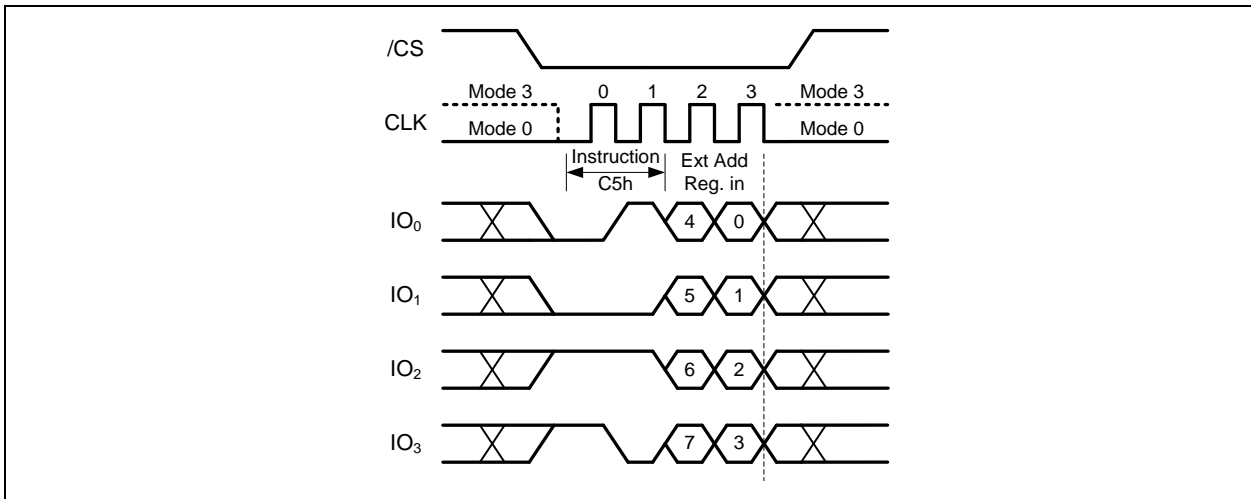 /CS
Mode 3 0 1 2 3 Mode 3
CLK Mode 0 Mode 0
Instruction Ext Add
C5h Reg. in
IO₀ 4 0
IO₁ 5 1
IO₂ 6 2
IO₃ 7 3